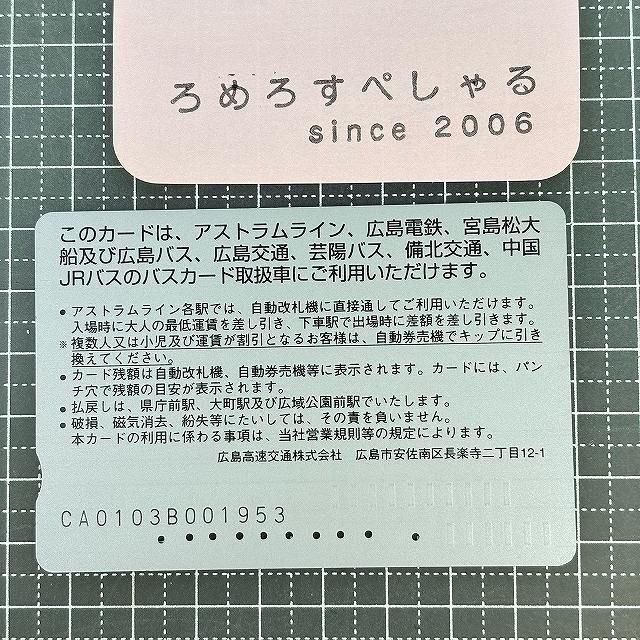 ろめろすぺしゃる
since 2006
このカードは、アストラムライン、広島電鉄、宮島松大
船及び広島バス、広島交通、芸陽バス、備北交通、中国
JRバスのバスカード取扱車にご利用いただけます。
●アストラムライン各駅では、自動改札機に直接通してご利用いただけます。
入場時に大人の最低運賃を差し引き、下車駅で出場時に差額を差し引きます。
※複数人又は小児及び運賃が割引となるお客様は、自動券売機でキップに引き
換えてください。
●カード残額は自動改札機、自動券売機等に表示されます。カードには、パン
チ穴で残額の目安が表示されます。
●払戻しは、県庁前駅、大町駅及び広域公園前駅でいたします。
●破損、磁気消去、紛失等にたいしては、その責を負いません。
本カードの利用に係わる事項は、当社営業規則等の規定によります。
広島高速交通株式会社 広島市安佐南区長楽寺二丁目12-1
CA0103B001953